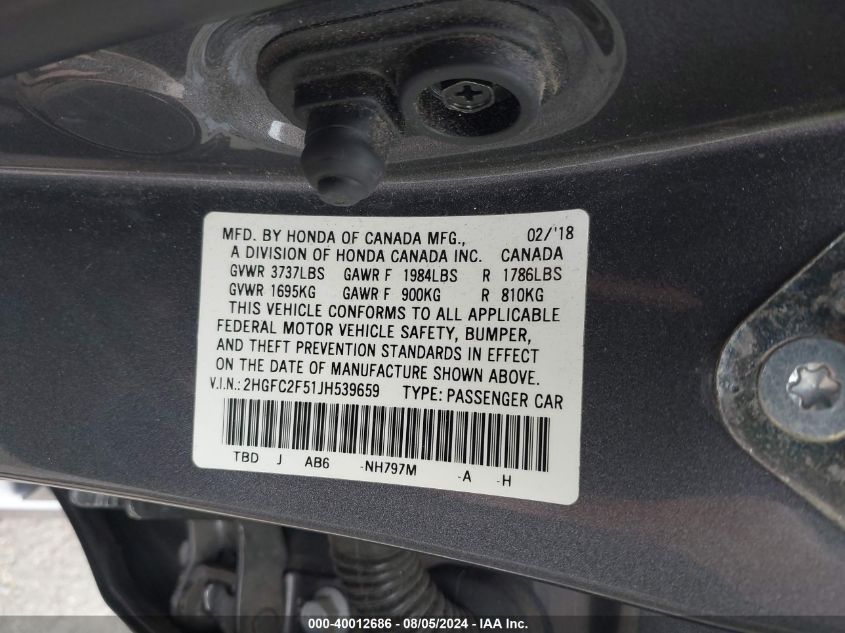 MFD. BY HONDA OF CANADA MFG., 02/'18
A DIVISION OF HONDA CANADA INC. CANADA
GVWR 3737LBS GAWR F 1984LBS R 1786LBS
GVWR 1695KG GAWR F 900KG R 810KG
THIS VEHICLE CONFORMS TO ALL APPLICABLE
FEDERAL MOTOR VEHICLE SAFETY, BUMPER,
AND THEFT PREVENTION STANDARDS IN EFFECT
ON THE DATE OF MANUFACTURE SHOWN ABOVE.
V.I.N.: 2HGFC2F51JH539659 TYPE: PASSENGER CAR
TBD J AB6 -NH797M -A -H
000-40012686 - 08/05/2024 - IAA Inc.